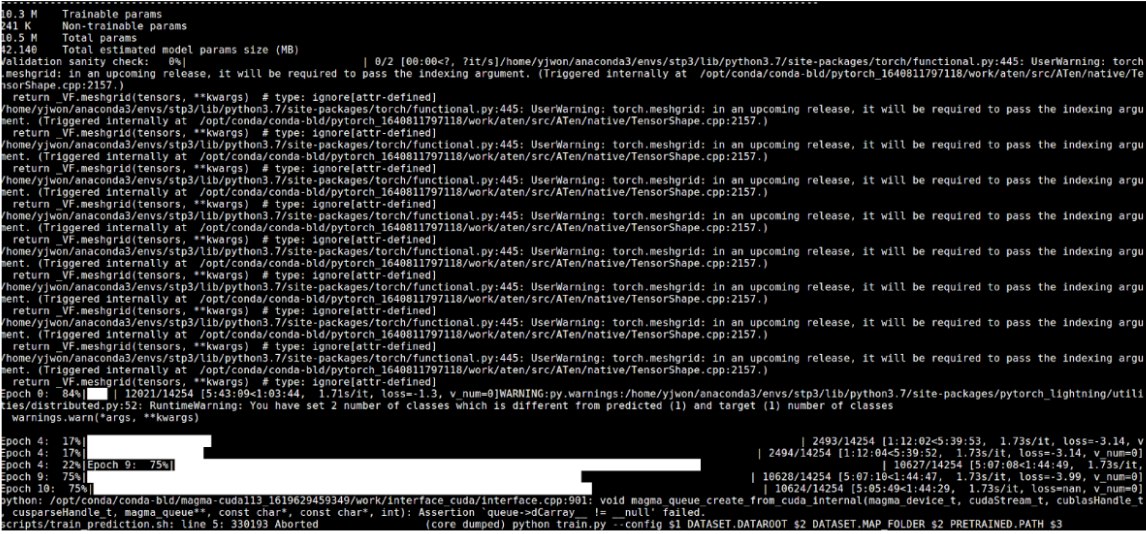 10.3 M Trainable params
241 K Non-trainable params
10.5 M Total params
42.140 Total estimated model params size (MB)
Validation sanity check: 0%| | 0/2 [00:00<?, ?it/s]/home/yjwon/anaconda3/envs/stp3/lib/python3.7/site-packages/torch/functional.py:445: UserWarning: torch
.meshgrid: in an upcoming release, it will be required to pass the indexing argument. (Triggered internally at /opt/conda/conda-bld/pytorch_1640811797118/work/aten/src/ATen/native/Te
nsorShape.cpp:2157.)
return _VF.meshgrid(tensors, **kwargs) # type: ignore[attr-defined]
/home/yjwon/anaconda3/envs/stp3/lib/python3.7/site-packages/torch/functional.py:445: UserWarning: torch.meshgrid: in an upcoming release, it will be required to pass the indexing argu
ment. (Triggered internally at /opt/conda/conda-bld/pytorch_1640811797118/work/aten/src/ATen/native/TensorShape.cpp:2157.)
return _VF.meshgrid(tensors, **kwargs) # type: ignore[attr-defined]
/home/yjwon/anaconda3/envs/stp3/lib/python3.7/site-packages/torch/functional.py:445: UserWarning: torch.meshgrid: in an upcoming release, it will be required to pass the indexing argu
ment. (Triggered internally at /opt/conda/conda-bld/pytorch_1640811797118/work/aten/src/ATen/native/TensorShape.cpp:2157.)
return _VF.meshgrid(tensors, **kwargs) # type: ignore[attr-defined]
/home/yjwon/anaconda3/envs/stp3/lib/python3.7/site-packages/torch/functional.py:445: UserWarning: torch.meshgrid: in an upcoming release, it will be required to pass the indexing argu
ment. (Triggered internally at /opt/conda/conda-bld/pytorch_1640811797118/work/aten/src/ATen/native/TensorShape.cpp:2157.)
return _VF.meshgrid(tensors, **kwargs) # type: ignore[attr-defined]
/home/yjwon/anaconda3/envs/stp3/lib/python3.7/site-packages/torch/functional.py:445: UserWarning: torch.meshgrid: in an upcoming release, it will be required to pass the indexing argu
ment. (Triggered internally at /opt/conda/conda-bld/pytorch_1640811797118/work/aten/src/ATen/native/TensorShape.cpp:2157.)
return _VF.meshgrid(tensors, **kwargs) # type: ignore[attr-defined]
/home/yjwon/anaconda3/envs/stp3/lib/python3.7/site-packages/torch/functional.py:445: UserWarning: torch.meshgrid: in an upcoming release, it will be required to pass the indexing argu
ment. (Triggered internally at /opt/conda/conda-bld/pytorch_1640811797118/work/aten/src/ATen/native/TensorShape.cpp:2157.)
return _VF.meshgrid(tensors, **kwargs) # type: ignore[attr-defined]
/home/yjwon/anaconda3/envs/stp3/lib/python3.7/site-packages/torch/functional.py:445: UserWarning: torch.meshgrid: in an upcoming release, it will be required to pass the indexing argu
ment. (Triggered internally at /opt/conda/conda-bld/pytorch_1640811797118/work/aten/src/ATen/native/TensorShape.cpp:2157.)
return _VF.meshgrid(tensors, **kwargs) # type: ignore[attr-defined]
/home/yjwon/anaconda3/envs/stp3/lib/python3.7/site-packages/torch/functional.py:445: UserWarning: torch.meshgrid: in an upcoming release, it will be required to pass the indexing argu
ment. (Triggered internally at /opt/conda/conda-bld/pytorch_1640811797118/work/aten/src/ATen/native/TensorShape.cpp:2157.)
return _VF.meshgrid(tensors, **kwargs) # type: ignore[attr-defined]
/home/yjwon/anaconda3/envs/stp3/lib/python3.7/site-packages/torch/functional.py:445: UserWarning: torch.meshgrid: in an upcoming release, it will be required to pass the indexing argu
ment. (Triggered internally at /opt/conda/conda-bld/pytorch_1640811797118/work/aten/src/ATen/native/TensorShape.cpp:2157.)
return _VF.meshgrid(tensors, **kwargs) # type: ignore[attr-defined]
Epoch 0: 84%| | 12021/14254 [5:43:09<1:03:44, 1.71s/it, loss=-1.3, v_num=0]WARNING:py.warnings:/home/yjwon/anaconda3/envs/stp3/lib/python3.7/site-packages/pytorch_lightning/utili
ties/distributed.py:52: RuntimeWarning: You have set 2 number of classes which is different from predicted (1) and target (1) number of classes
warnings.warn(*args, **kwargs)
Epoch 4: 17%| | 2493/14254 [1:12:02<5:39:53, 1.73s/it, loss=-3.14, v
Epoch 4: 17%| | 2494/14254 [1:12:04<5:39:52, 1.73s/it, loss=-3.14, v_num=0]
Epoch 4: 22%|Epoch 9: 75%| | 10627/14254 [5:07:08<1:44:49, 1.73s/it,
Epoch 9: 75%| | 10628/14254 [5:07:10<1:44:47, 1.73s/it, loss=-3.99, v_num=0]
Epoch 10: 75%| | 10624/14254 [5:05:49<1:44:29, 1.73s/it, loss=nan, v_num=0]
python: /opt/conda/conda-bld/magma-cuda113_1619629459349/work/interface_cuda/interface.cpp:901: void magma_queue_create_from_cuda_internal(magma_device_t, cudaStream_t, cublasHandle_t
, cusparseHandle_t, magma_queue**, const char*, const char*, int): Assertion `queue->dCarray__ != __null' failed.
scripts/train_prediction.sh: line 5: 330193 Aborted (core dumped) python train.py --config $1 DATASET.DATAROOT $2 DATASET.MAP_FOLDER $2 PRETRAINED.PATH $3